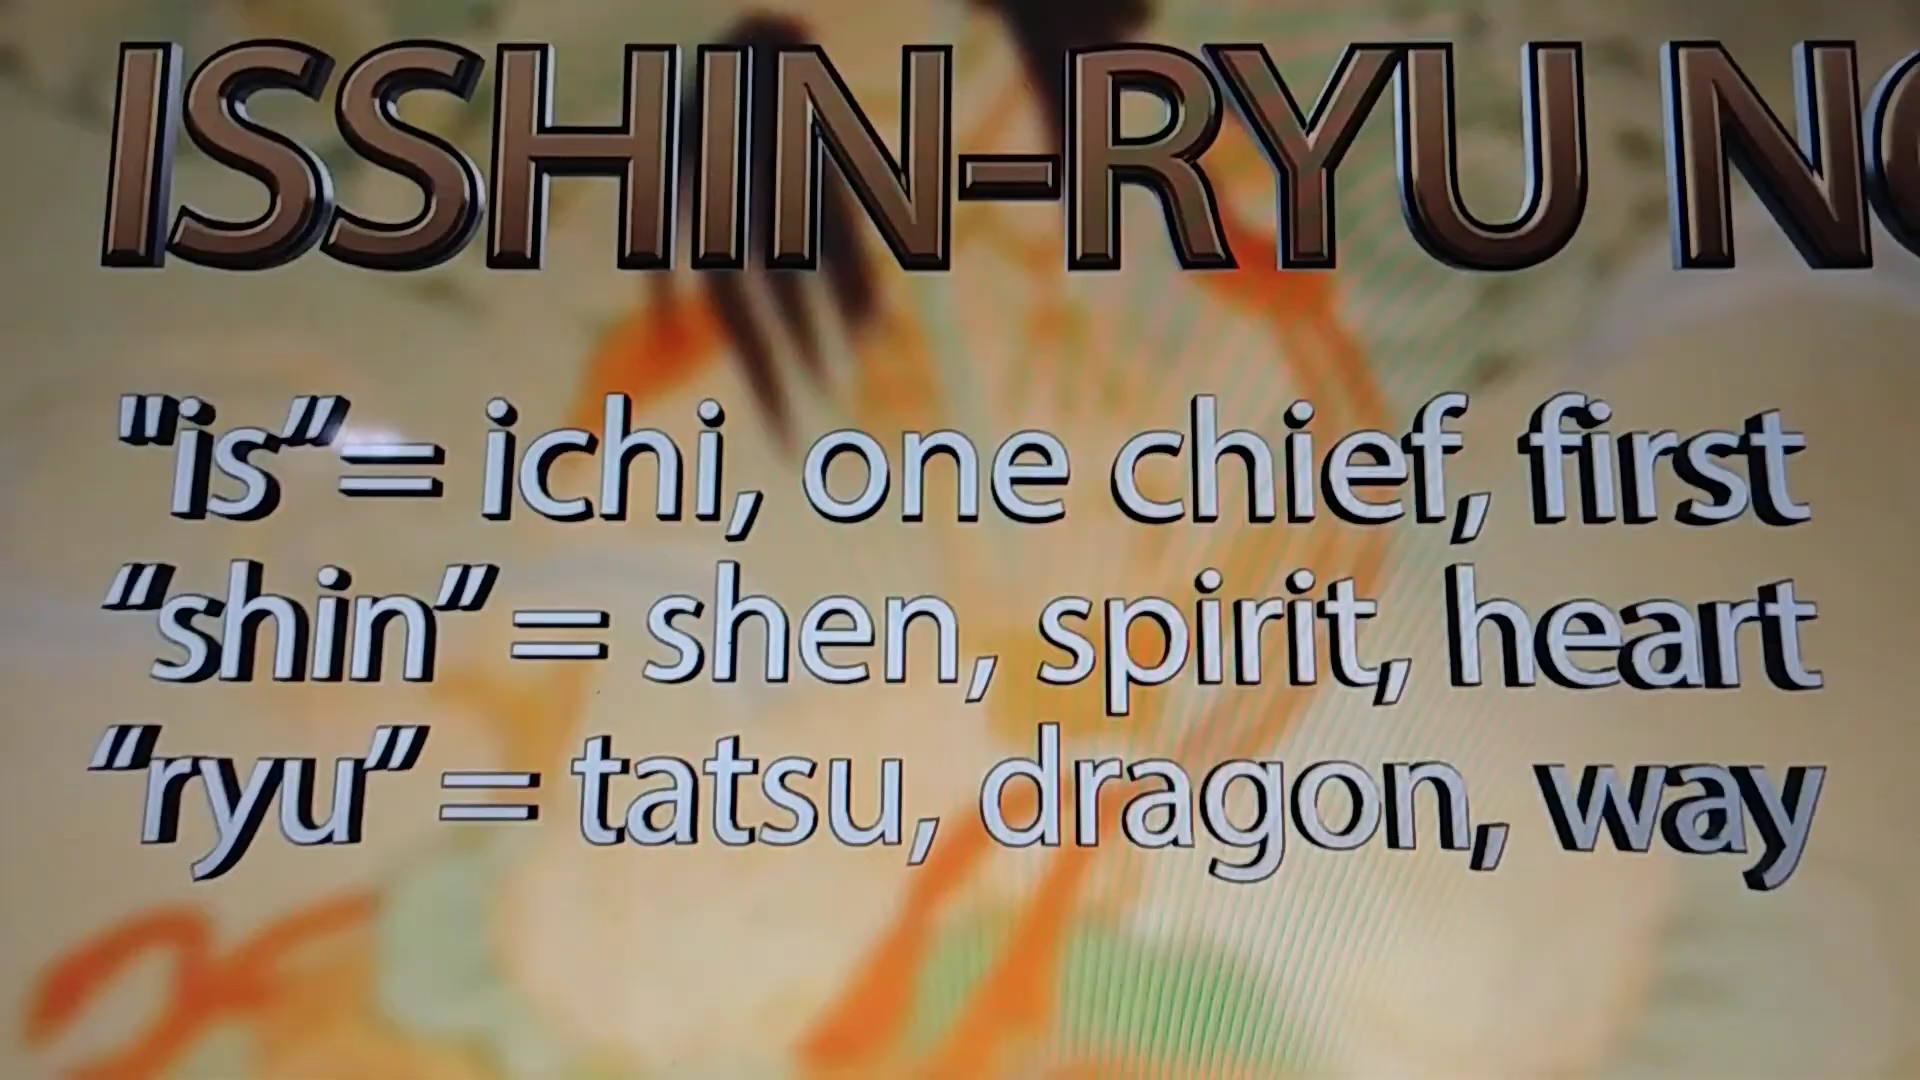 ISSHIN-RYU N
"is”= ichi, one chief, first
“shin”= shen, spirit, heart
“ryu”= tatsu, dragon, way